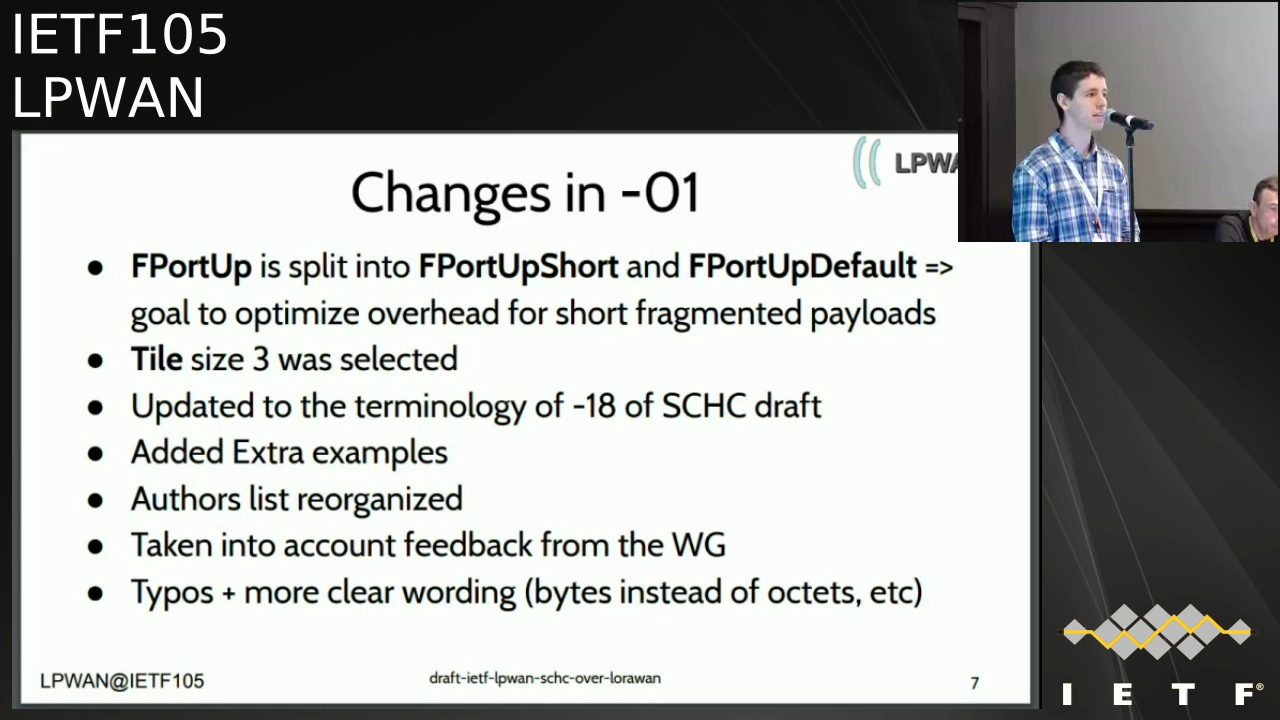 IETF105
LPWAN
LPWA
Changes in -01
● FPortUp is split into FPortUpShort and FPortUpDefault =>
goal to optimize overhead for short fragmented payloads
● Tile size 3 was selected
● Updated to the terminology of -18 of SCHC draft
● Added Extra examples
● Authors list reorganized
● Taken into account feedback from the WG
● Typos + more clear wording (bytes instead of octets, etc)
LPWAN@IETF105
draft-ietf-lpwan-schc-over-lorawan
7
I E T F®